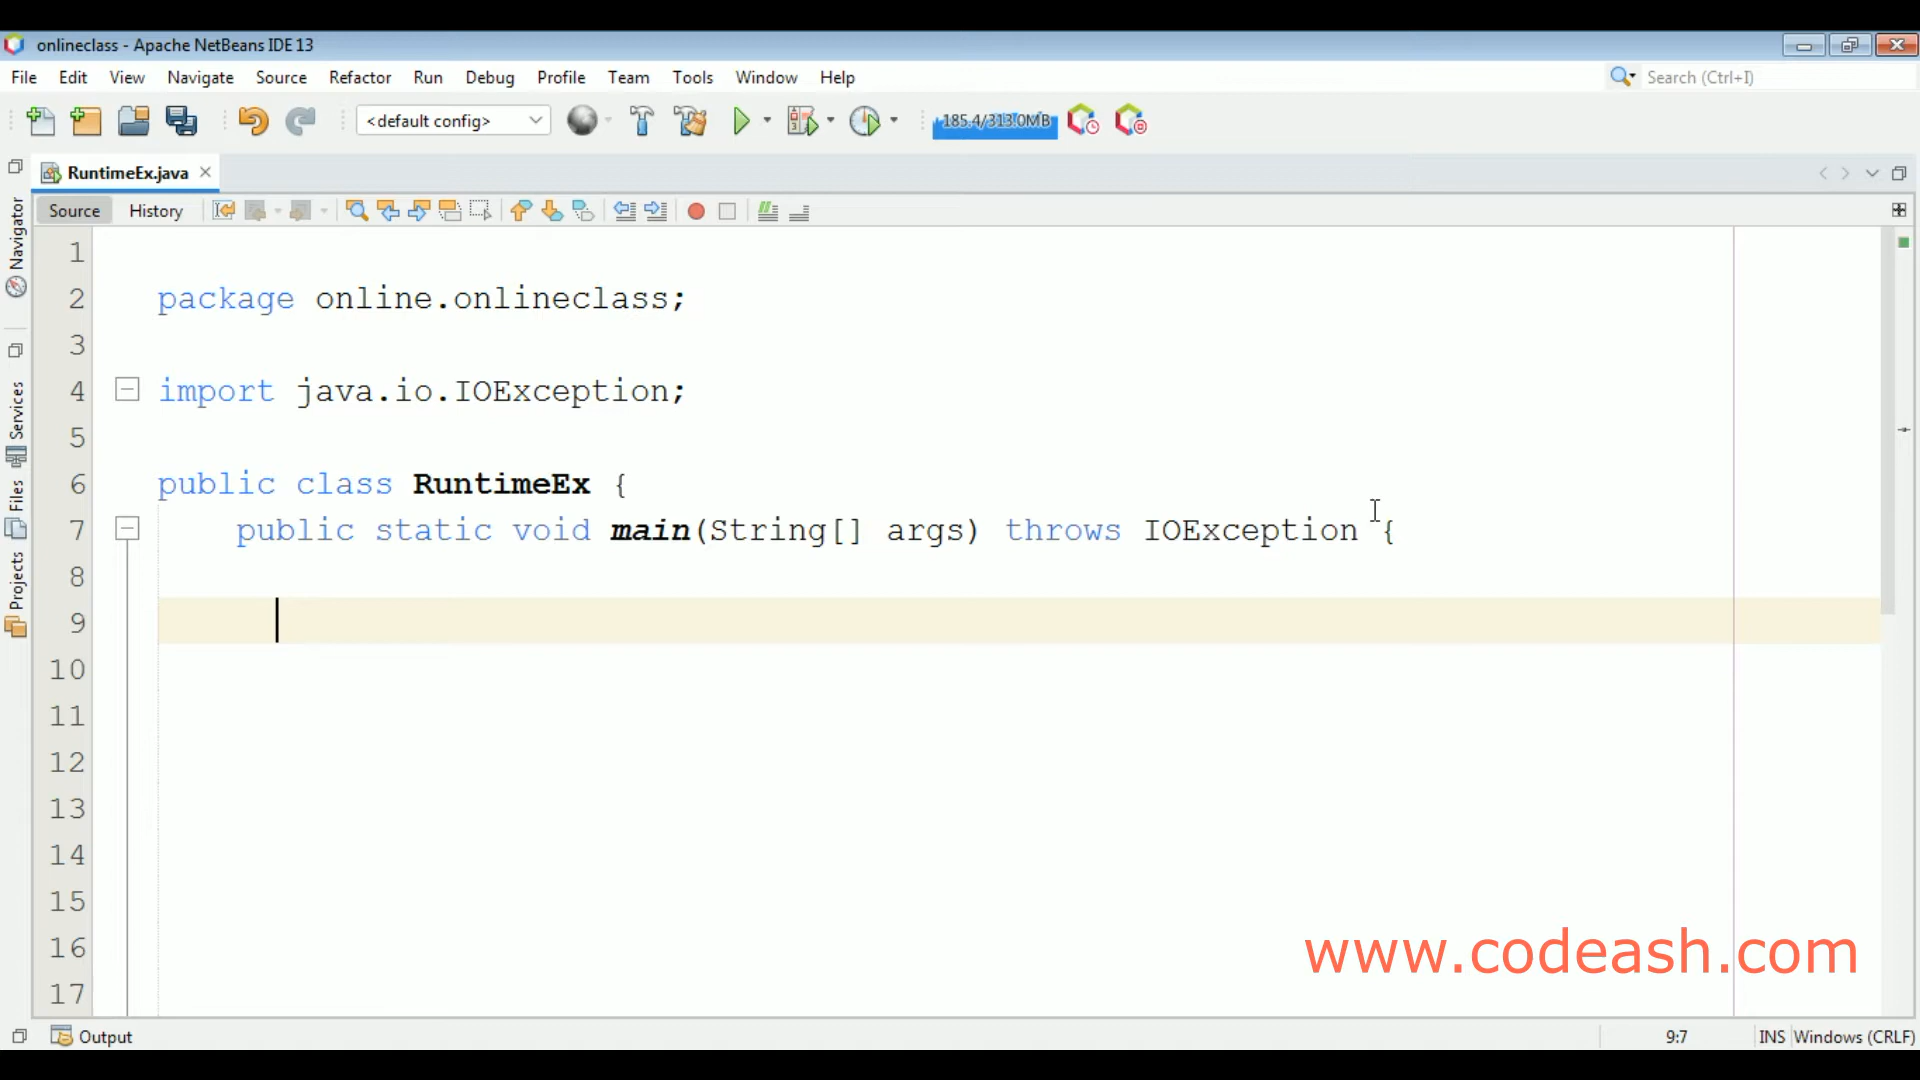 onlineclass - Apache NetBeans IDE 13
File Edit View Navigate Source Refactor Run Debug Profile Team Tools Window Help Search (Ctrl+I)
<default config> 185.4/313.0MB
RuntimeEx.java
Source History
Navigator
Services
Files
Projects
1
2 package online.onlineclass;
3
4 import java.io.IOException;
5
6 public class RuntimeEx {
7 public static void main(String[] args) throws IOException {
8
9
10
11
12
13
14
15
16
17
www.codeash.com
Output 9:7 INS Windows (CRLF)